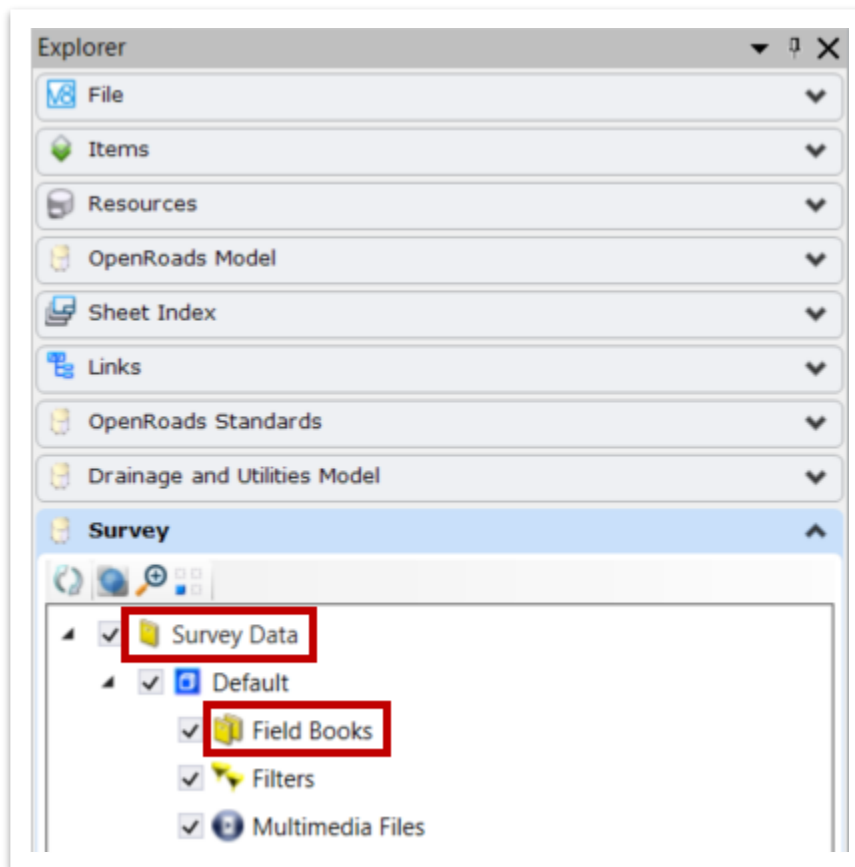 Explorer
V8 File
Items
Resources
OpenRoads Model
Sheet Index
Links
OpenRoads Standards
Drainage and Utilities Model
Survey
Survey Data
Default
Field Books
Filters
Multimedia Files